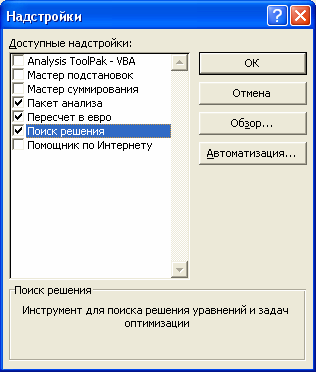 Надстройки
Доступные надстройки:
Analysis ToolPak - VBA
Мастер подстановок
Мастер суммирования
Пакет анализа
Пересчет в евро
Поиск решения
Помощник по Интернету
ОК
Отмена
Обзор...
Автоматизация...
Поиск решения
Инструмент для поиска решения уравнений и задач
оптимизации